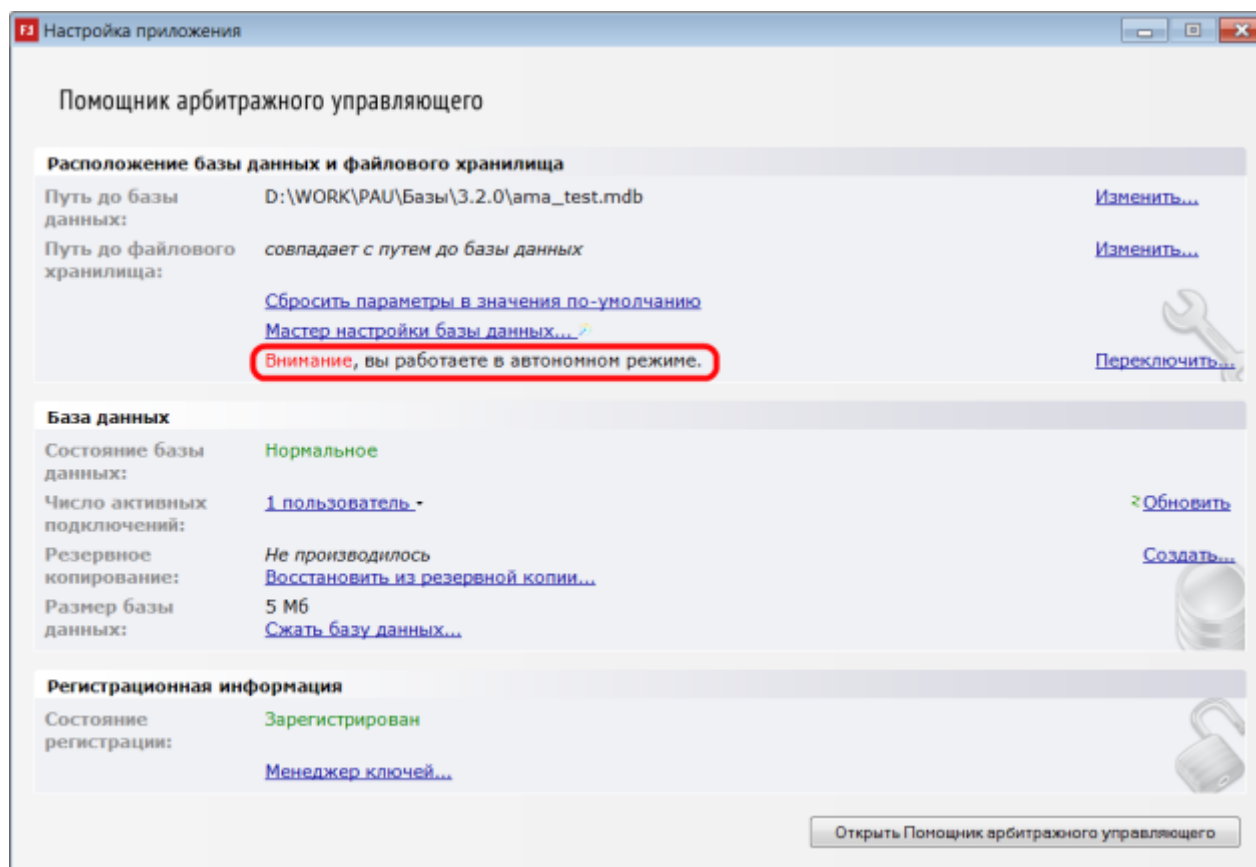 Настройка приложения
Помощник арбитражного управляющего
Расположение базы данных и файлового хранилища
Путь до базы данных: D:\WORK\PAU\Базы\3.2.0\ama_test.mdb Изменить...
Путь до файлового хранилища: совпадает с путем до базы данных Изменить...
Сбросить параметры в значения по-умолчанию
Мастер настройки базы данных...
Внимание, вы работаете в автономном режиме. Переключить...
База данных
Состояние базы данных: Нормальное
Число активных подключений: 1 пользователь Обновить
Резервное копирование: Не производилось Создать...
Восстановить из резервной копии...
Размер базы данных: 5 Мб
Сжать базу данных...
Регистрационная информация
Состояние регистрации: Зарегистрирован
Менеджер ключей...
Открыть Помощник арбитражного управляющего